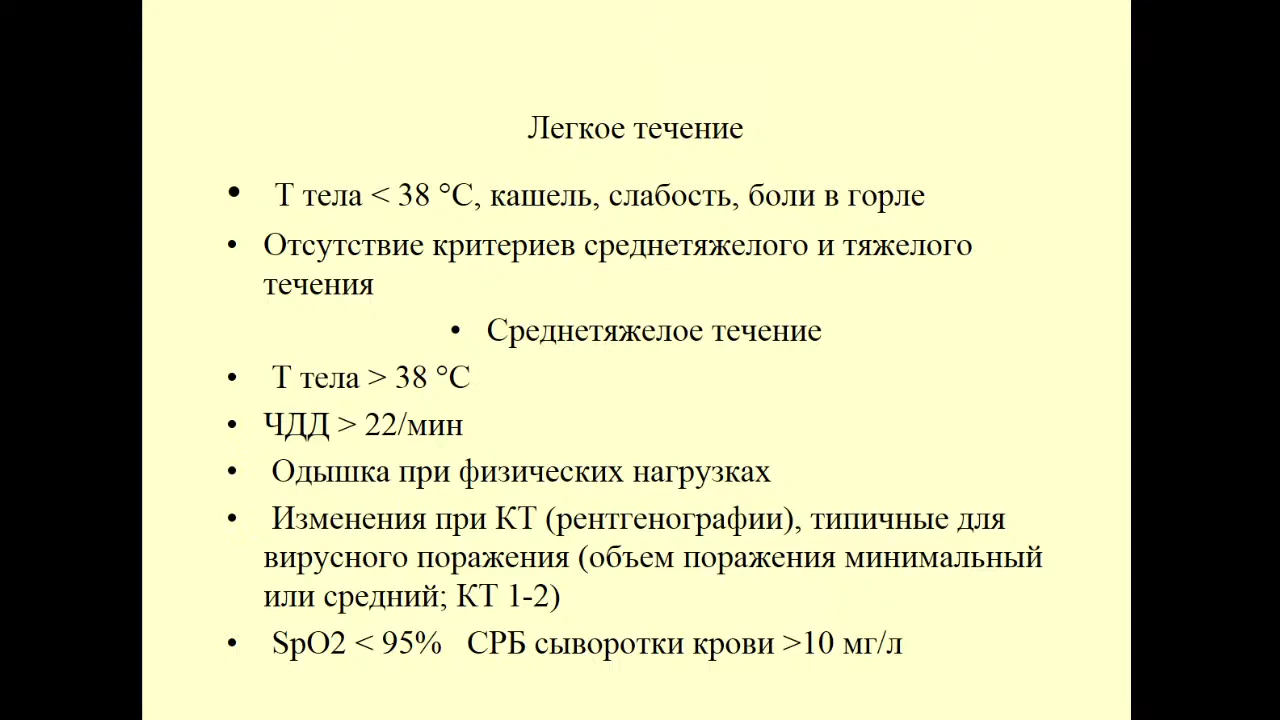 Легкое течение
• Т тела < 38 °С, кашель, слабость, боли в горле
• Отсутствие критериев среднетяжелого и тяжелого
течения
• Среднетяжелое течение
• Т тела > 38 °С
• ЧДД > 22/мин
• Одышка при физических нагрузках
• Изменения при КТ (рентгенографии), типичные для
вирусного поражения (объем поражения минимальный
или средний; КТ 1-2)
• SpO2 < 95% СРБ сыворотки крови >10 мг/л